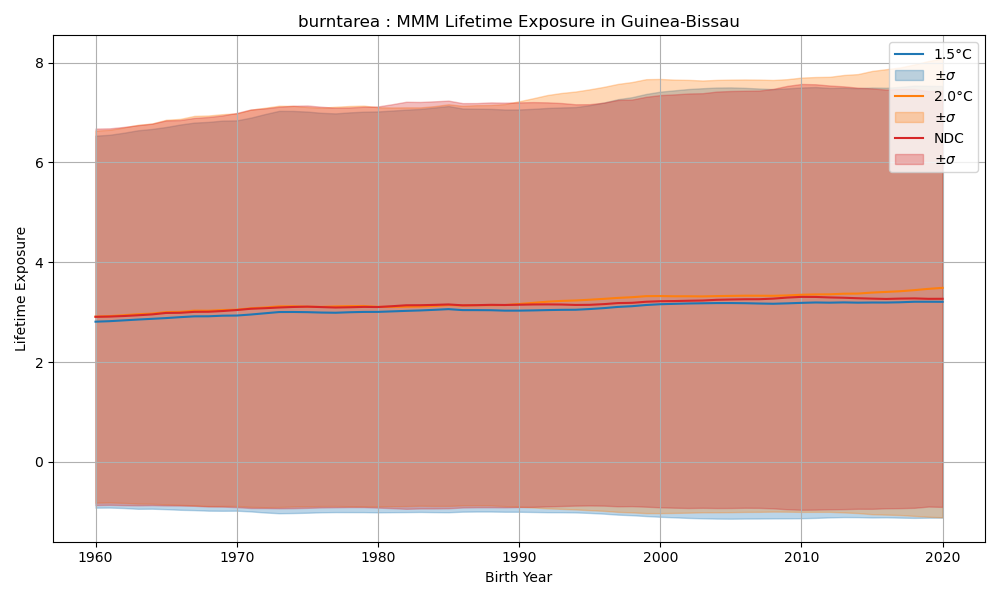 burntarea : MMM Lifetime Exposure in Guinea-Bissau
Lifetime Exposure
8
6
4
2
0
1960
1970
1980
1990
2000
2010
2020
Birth Year
1.5°C
±σ
2.0°C
±σ
NDC
±σ